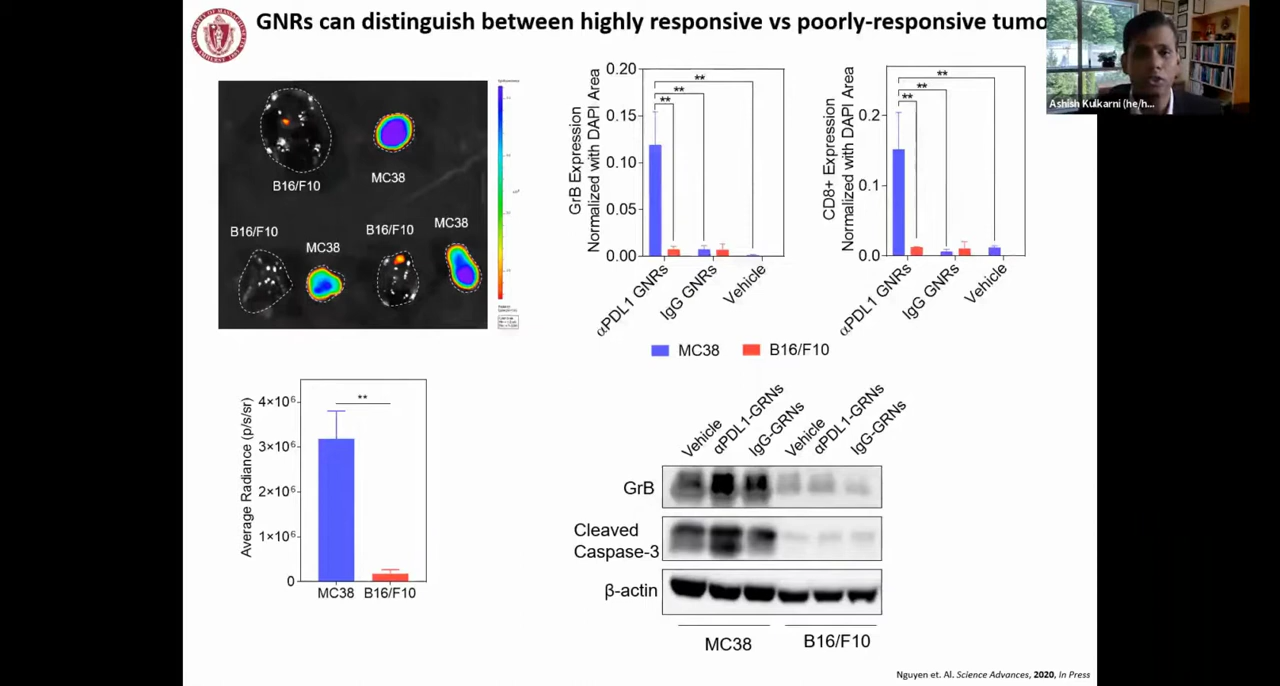 GNRs can distinguish between highly responsive vs poorly-responsive tumo
Ashish Kulkarni (he/h...
B16/F10
MC38
B16/F10
MC38
B16/F10
MC38
GrB Expression
Normalized with DAPI Area
0.20
0.15
0.10
0.05
0.00
**
**
**
αPDL1 GNRs
IgG GNRs
Vehicle
CD8+ Expression
Normalized with DAPI Area
0.2
0.1
0.0
**
**
**
αPDL1 GNRs
IgG GNRs
Vehicle
MC38
B16/F10
Average Radiance (p/s/sr)
4×10⁶
3×10⁶
2×10⁶
1×10⁶
0
**
MC38
B16/F10
Vehicle
αPDL1-GRNs
IgG-GRNs
Vehicle
αPDL1-GRNs
IgG-GRNs
GrB
Cleaved
Caspase-3
β-actin
MC38
B16/F10
Nguyen et. Al. Science Advances, 2020, In Press